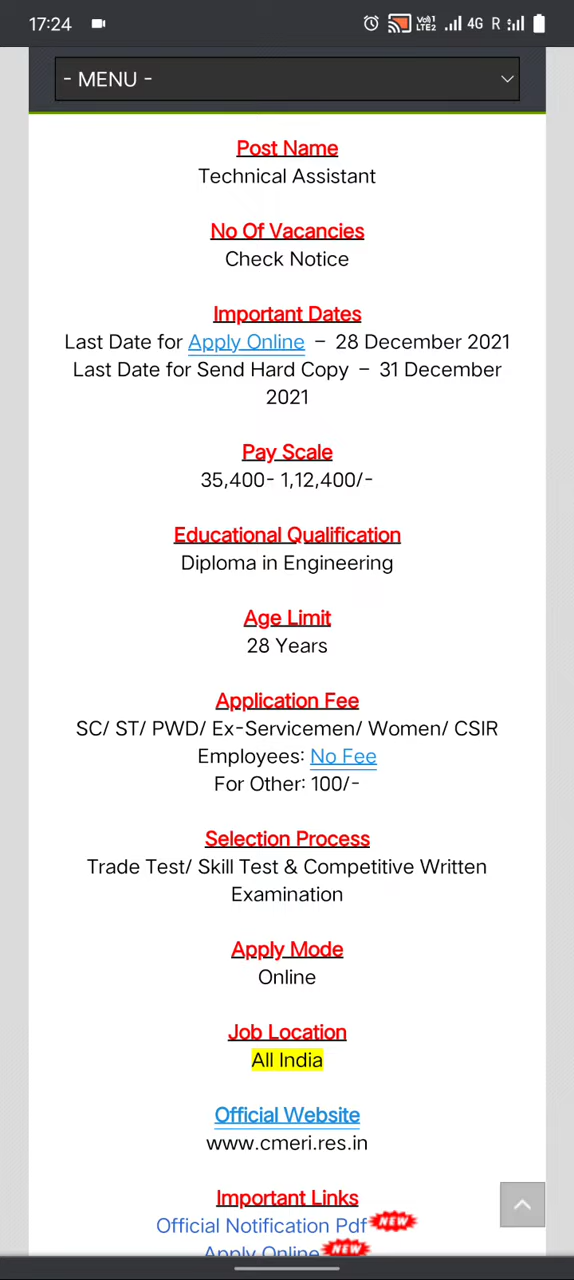 17:24
Vo) 1
LTE2
4G
R
- MENU -
Post Name
Technical Assistant
No Of Vacancies
Check Notice
Important Dates
Last Date for Apply Online – 28 December 2021
Last Date for Send Hard Copy – 31 December
2021
Pay Scale
35,400- 1,12,400/-
Educational Qualification
Diploma in Engineering
Age Limit
28 Years
Application Fee
SC/ ST/ PWD/ Ex-Servicemen/ Women/ CSIR
Employees: No Fee
For Other: 100/-
Selection Process
Trade Test/ Skill Test & Competitive Written
Examination
Apply Mode
Online
Job Location
All India
Official Website
www.cmeri.res.in
Important Links
Official Notification Pdf NEW
Apply Online NEW